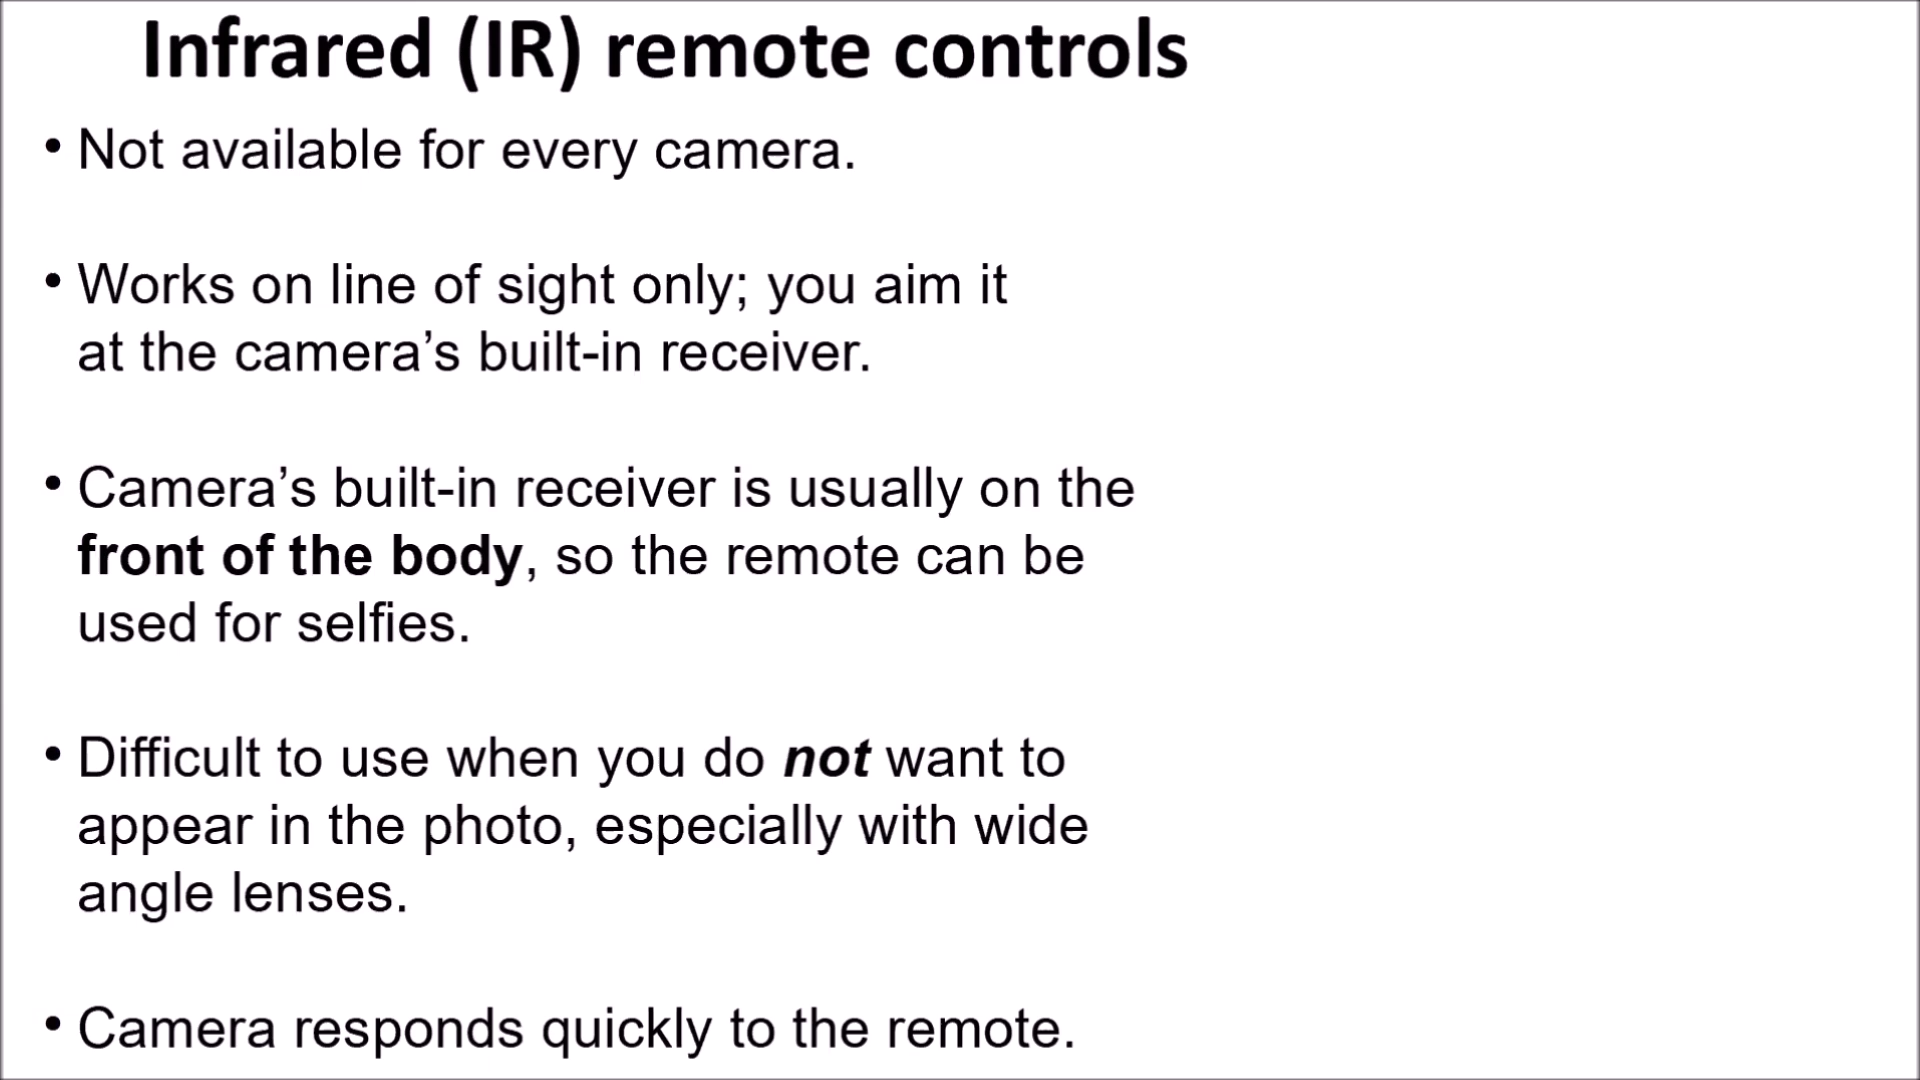 Infrared (IR) remote controls
• Not available for every camera.
• Works on line of sight only; you aim it
at the camera’s built-in receiver.
• Camera’s built-in receiver is usually on the
front of the body, so the remote can be
used for selfies.
• Difficult to use when you do not want to
appear in the photo, especially with wide
angle lenses.
• Camera responds quickly to the remote.